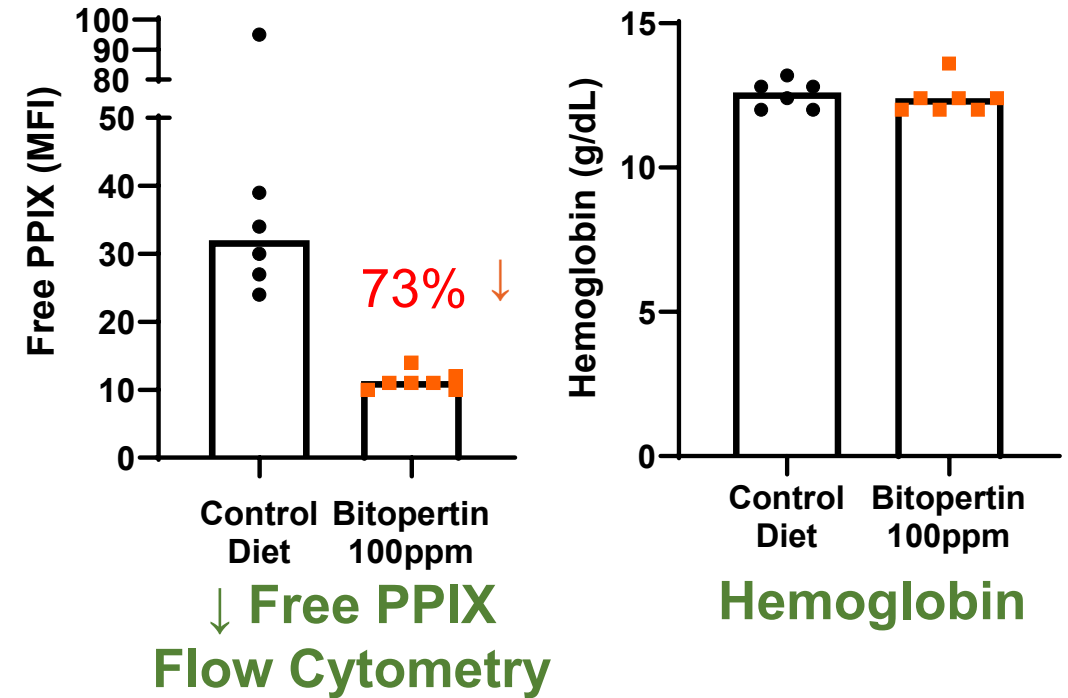 Free PPIX (MFI)
100
90
80
50
40
30
20
10
0
73% ↓
Control Diet
Bitopertin 100ppm
↓ Free PPIX
Flow Cytometry
Hemoglobin (g/dL)
15
10
5
0
Control Diet
Bitopertin 100ppm
Hemoglobin